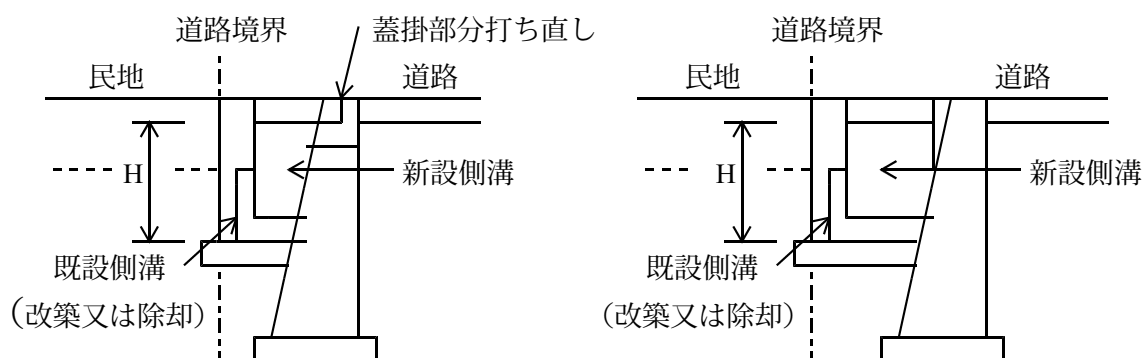 道路境界
蓋掛部分打ち直し
民地
道路
H
新設側溝
既設側溝
(改築又は除却)
道路境界
民地
道路
H
新設側溝
既設側溝
(改築又は除却)